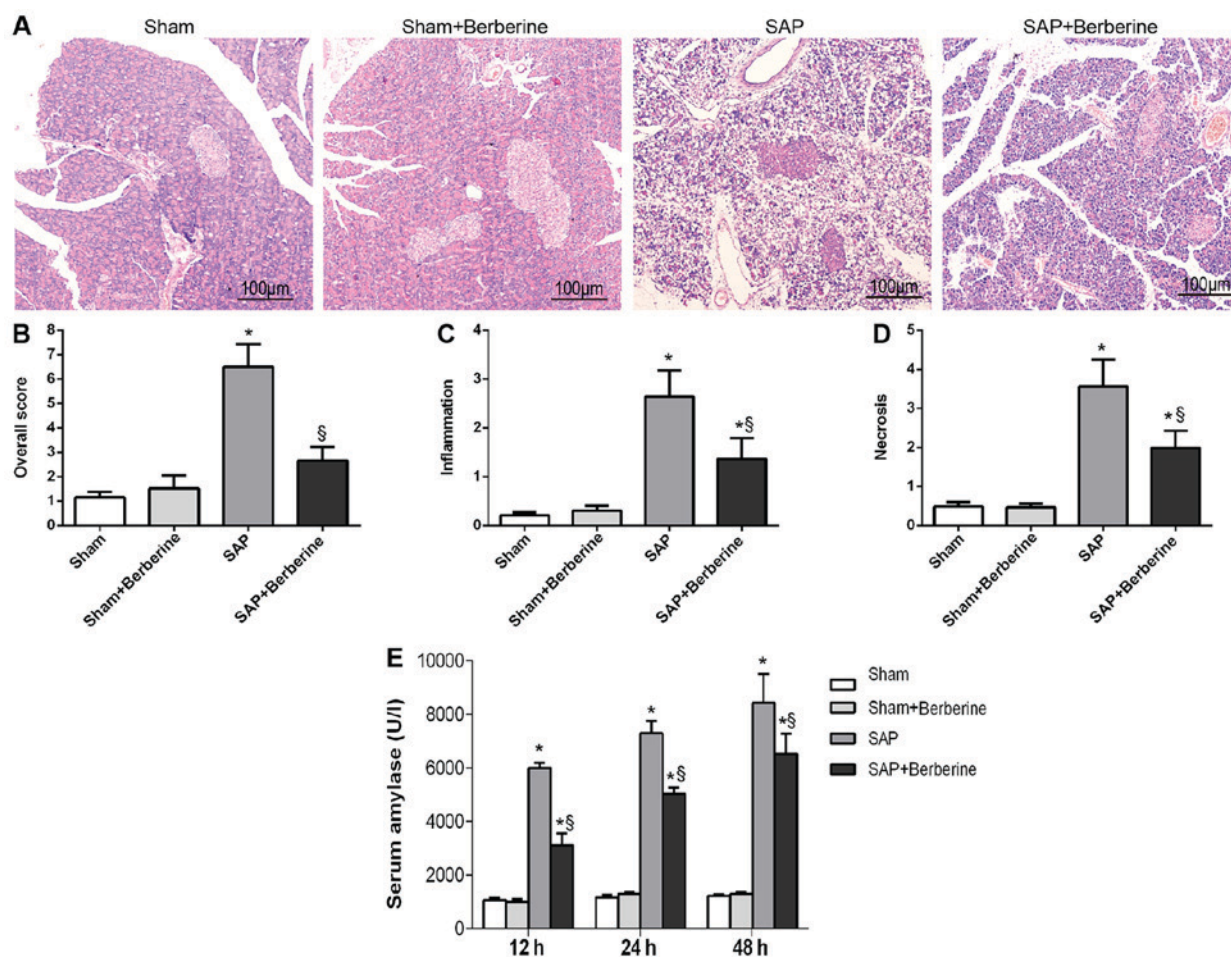 A
Sham
Sham+Berberine
SAP
SAP+Berberine
100µm
100µm
100µm
100µm
B
Overall score
8
7
6
5
4
3
2
1
0
*
§
Sham
Sham+Berberine
SAP
SAP+Berberine
C
Inflammation
4
3
2
1
0
*
*§
Sham
Sham+Berberine
SAP
SAP+Berberine
D
Necrosis
5
4
3
2
1
0
*
*§
Sham
Sham+Berberine
SAP
SAP+Berberine
E
Serum amylase (U/l)
10000
8000
6000
4000
2000
0
*
*§
*
*§
*
*§
12 h
24 h
48 h
Sham
Sham+Berberine
SAP
SAP+Berberine